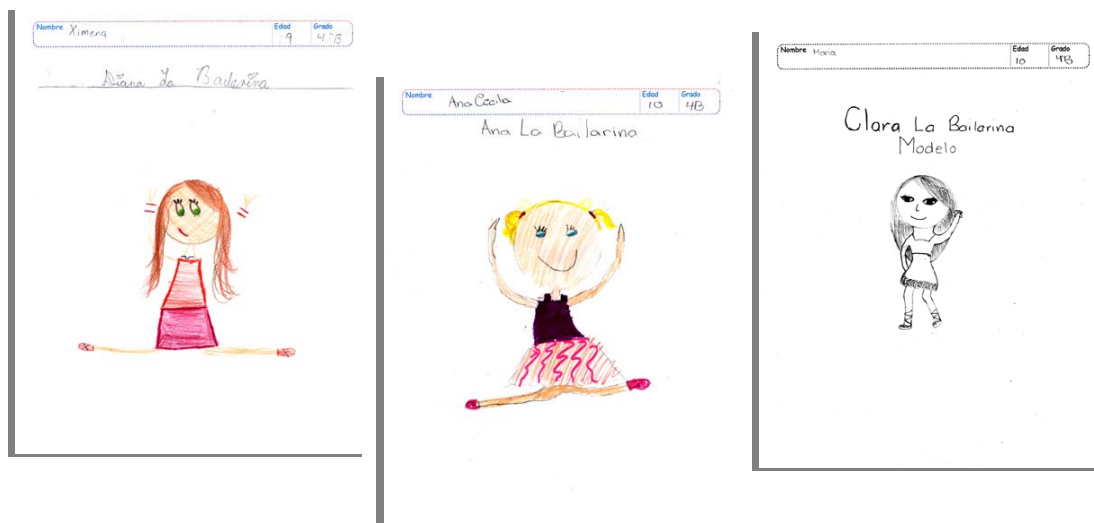 Nombre Ximena Edad 9 Grado 4-B
Diana La Bailarina
Nombre Ana Cecilia Edad 10 Grado 4B
Ana La Bailarina
Nombre Maria Edad 10 Grado 4B
Clara La Bailarina
Modelo